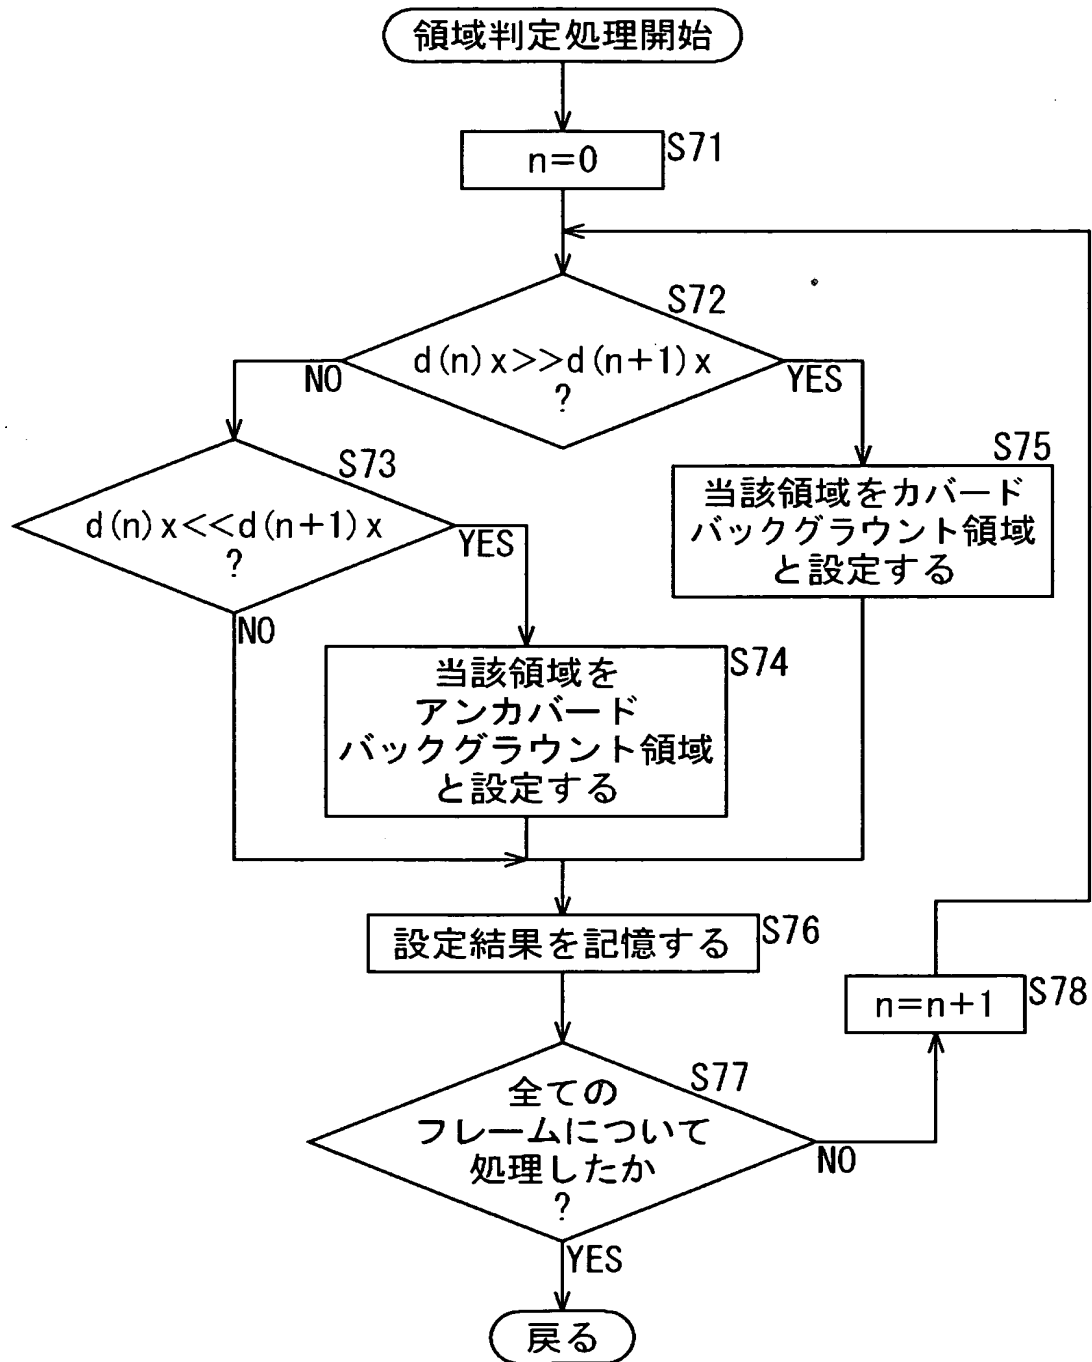 領域判定処理開始
n=0
S71
S72
d(n)x>>d(n+1)x
?
NO
YES
S73
d(n)x<<d(n+1)x
?
YES
NO
S75
当該領域をカバード
バックグラウント領域
と設定する
S74
当該領域を
アンカバード
バックグラウント領域
と設定する
設定結果を記憶する
S76
n=n+1
S78
S77
全ての
フレームについて
処理したか
?
NO
YES
戻る